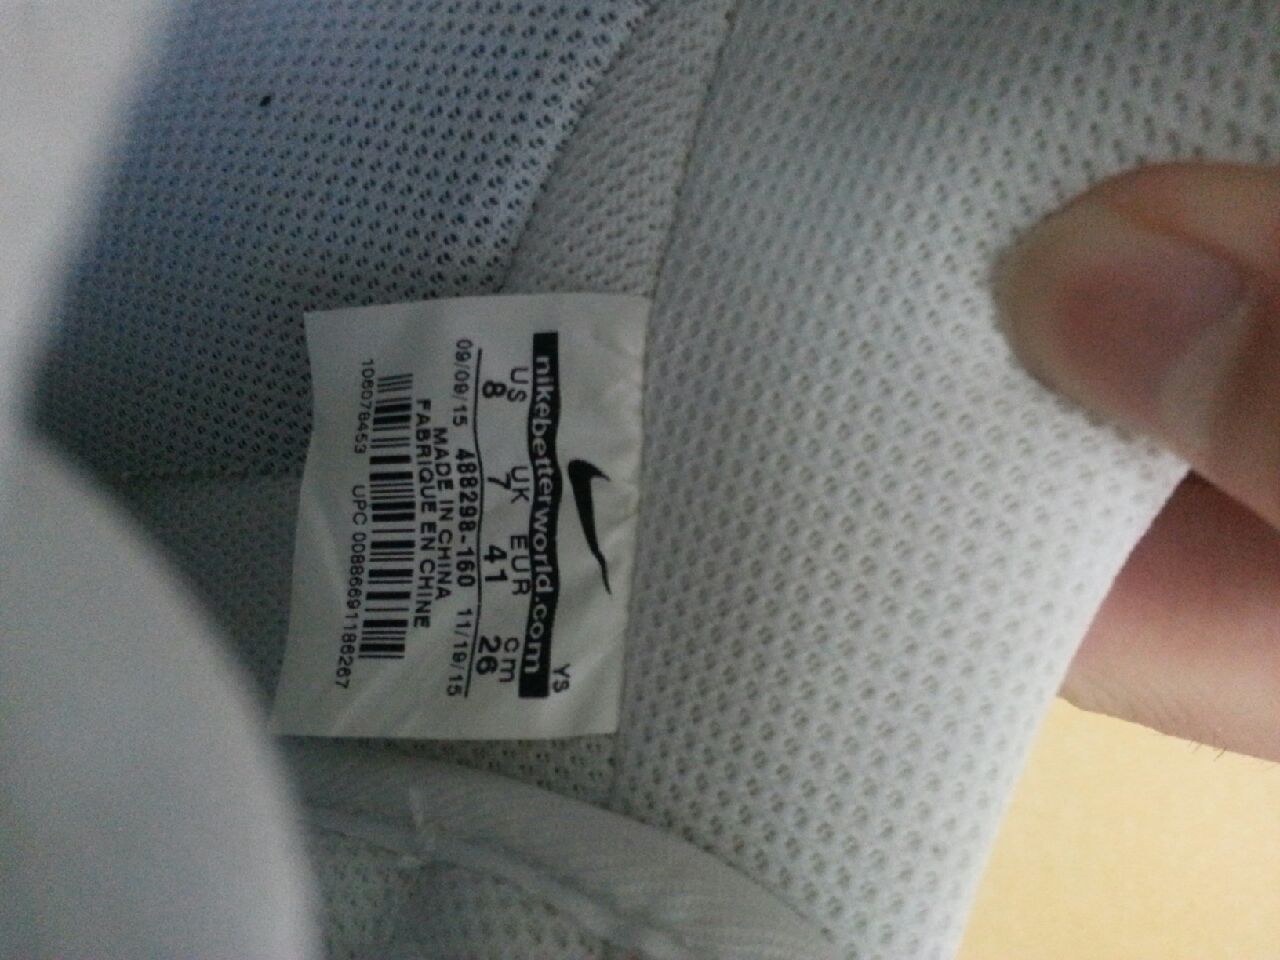 YS
nikebetterworld.com
US UK EUR cm
8 7 41 26
09/09/15 488298-160 11/19/15
MADE IN CHINA
FABRIQUE EN CHINE
106078453 UPC 00886691186267